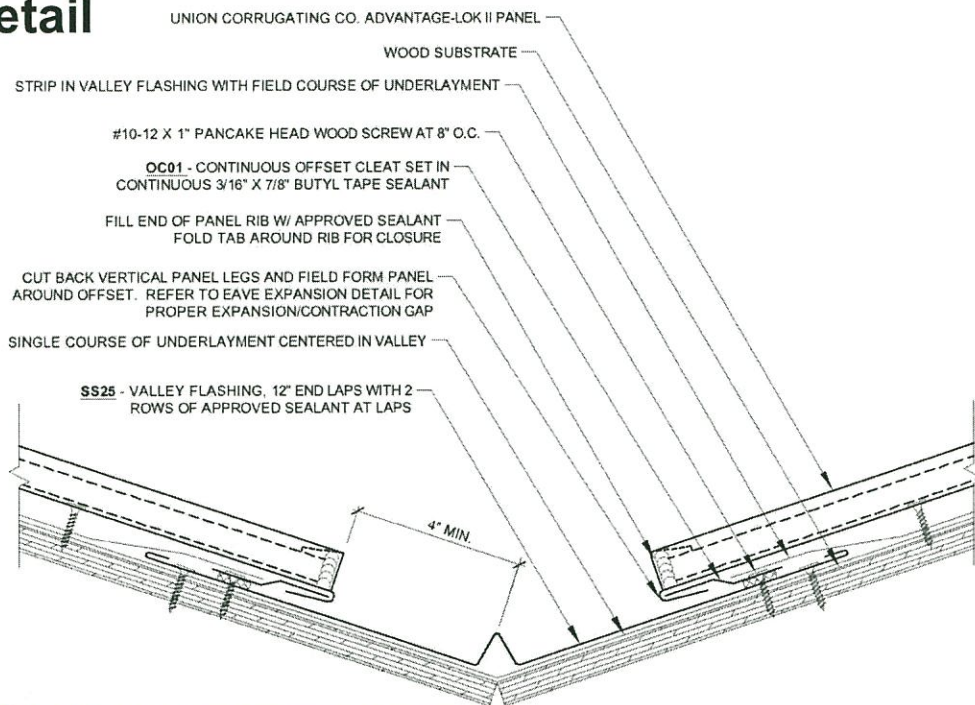 etail
UNION CORRUGATING CO. ADVANTAGE-LOK II PANEL
WOOD SUBSTRATE
STRIP IN VALLEY FLASHING WITH FIELD COURSE OF UNDERLAYMENT
#10-12 X 1" PANCAKE HEAD WOOD SCREW AT 8" O.C.
OC01 - CONTINUOUS OFFSET CLEAT SET IN
CONTINUOUS 3/16" X 7/8" BUTYL TAPE SEALANT
FILL END OF PANEL RIB W/ APPROVED SEALANT
FOLD TAB AROUND RIB FOR CLOSURE
CUT BACK VERTICAL PANEL LEGS AND FIELD FORM PANEL
AROUND OFFSET. REFER TO EAVE EXPANSION DETAIL FOR
PROPER EXPANSION/CONTRACTION GAP
SINGLE COURSE OF UNDERLAYMENT CENTERED IN VALLEY
SS25 - VALLEY FLASHING, 12" END LAPS WITH 2
ROWS OF APPROVED SEALANT AT LAPS
4" MIN.